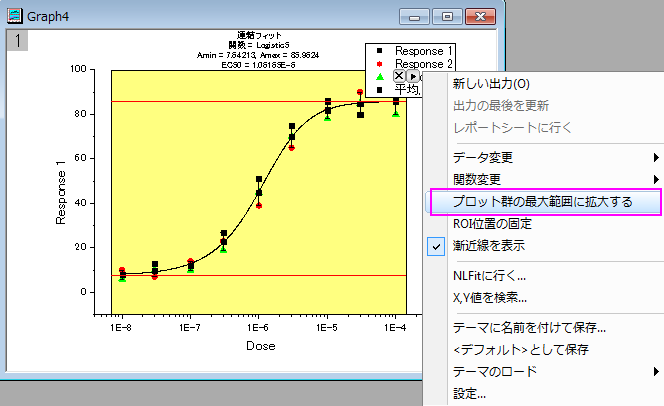 Graph4
1
連結フィット
関数 = Logistic5
Amin = 7.54213, Amax = 85.9524
Response 1
Response 2
平均,
100
80
60
40
20
0
Response 1
1E-8
1E-7
1E-6
1E-5
1E-4
Dose
新しい出力(O)
出力の最後を更新
レポートシートに行く
データ変更
関数変更
プロット群の最大範囲に拡大する
ROI位置の固定
漸近線を表示
NLFitに行く...
X,Y値を検索...
テーマに名前を付けて保存...
<デフォルト>として保存
テーマのロード
設定...